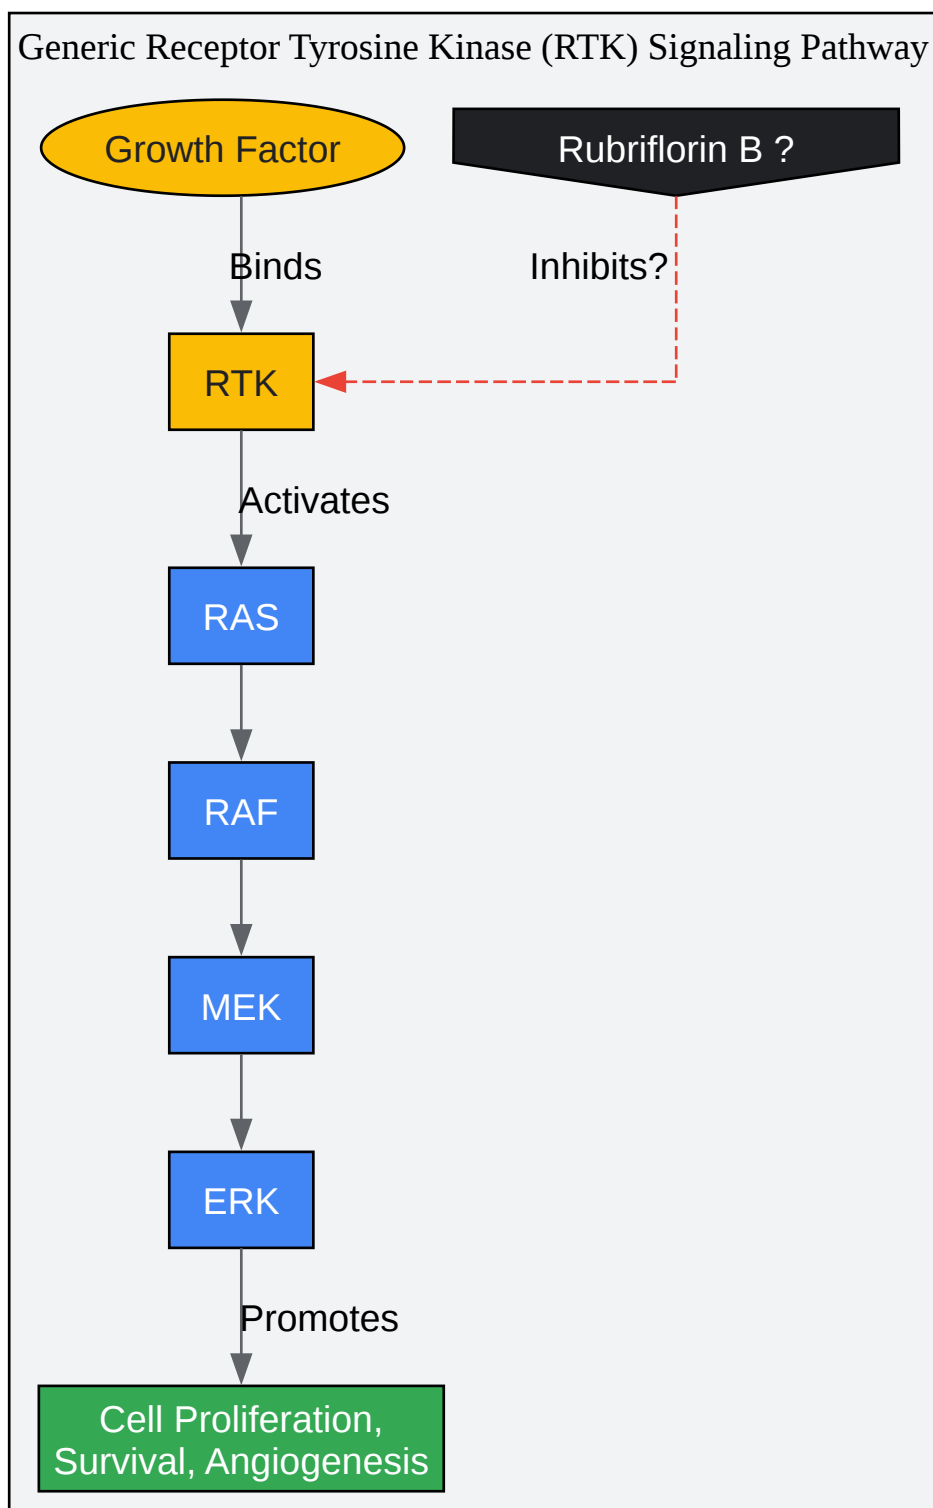 Generic Receptor Tyrosine Kinase (RTK) Signaling Pathway
Growth Factor
Rubriflorin B ?
Binds
Inhibits?
RTK
Activates
RAS
RAF
MEK
ERK
Promotes
Cell Proliferation,
Survival, Angiogenesis